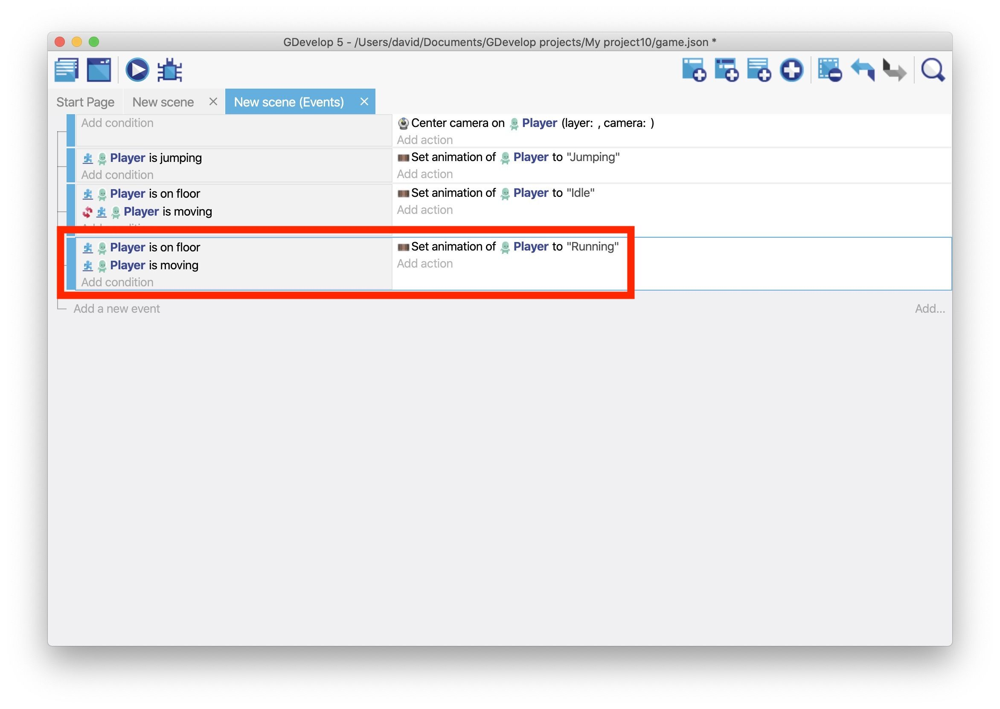 GDevelop 5 - /Users/david/Documents/GDevelop projects/My project10/game.json *
Start Page New scene × New scene (Events) ×
Add condition
Center camera on Player (layer: , camera: )
Add action
Player is jumping
Add condition
Set animation of Player to "Jumping"
Add action
Player is on floor
Player is moving
Add condition
Set animation of Player to "Idle"
Add action
Player is on floor
Player is moving
Add condition
Set animation of Player to "Running"
Add action
Add a new event
Add...